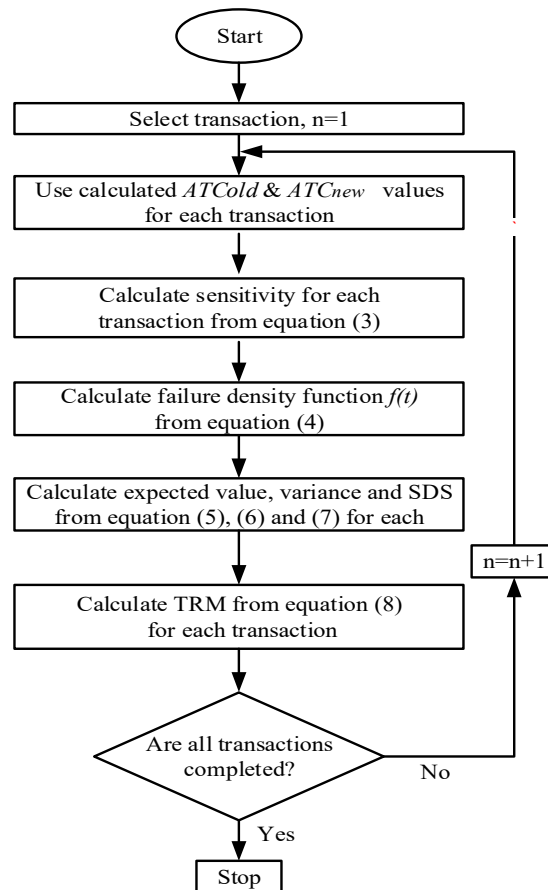 Start
Select transaction, n=1
Use calculated ATCold & ATCnew values
for each transaction
Calculate sensitivity for each
transaction from equation (3)
Calculate failure density function f(t)
from equation (4)
Calculate expected value, variance and SDS
from equation (5), (6) and (7) for each
n=n+1
Calculate TRM from equation (8)
for each transaction
Are all transactions
completed?
No
Yes
Stop